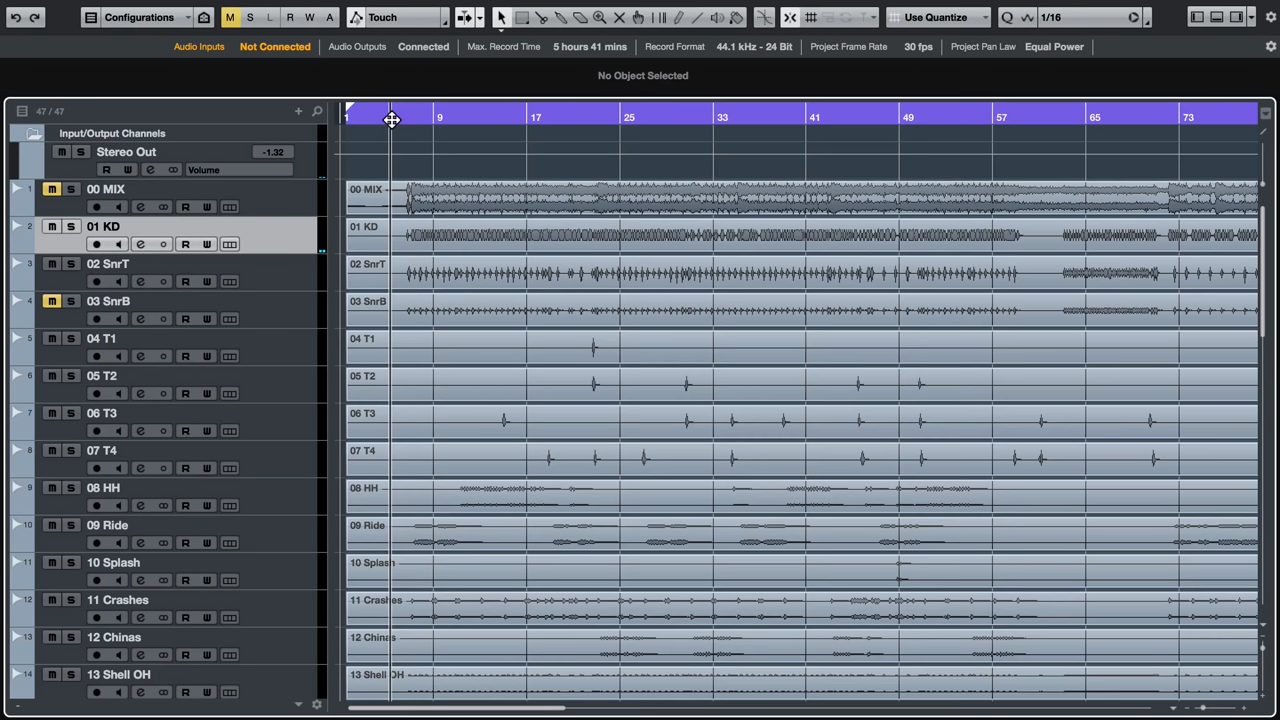 Configurations M S L R W A Touch Use Quantize Q 1/16
Audio Inputs Not Connected Audio Outputs Connected Max. Record Time 5 hours 41 mins Record Format 44.1 kHz - 24 Bit Project Frame Rate 30 fps Project Pan Law Equal Power
No Object Selected
47 / 47 1 9 17 25 33 41 49 57 65 73
Input/Output Channels
m S Stereo Out -1.32
R W e Volume
1 m S 00 MIX 00 MIX
e R W
2 m S 01 KD 01 KD
e R W
3 m S 02 SnrT 02 SnrT
e R W
4 m S 03 SnrB 03 SnrB
e R W
5 m S 04 T1 04 T1
e R W
6 m S 05 T2 05 T2
e R W
7 m S 06 T3 06 T3
e R W
8 m S 07 T4 07 T4
e R W
9 m S 08 HH 08 HH
e R W
10 m S 09 Ride 09 Ride
e R W
11 m S 10 Splash 10 Splash
e R W
12 m S 11 Crashes 11 Crashes
e R W
13 m S 12 Chinas 12 Chinas
e R W
14 m S 13 Shell OH 13 Shell OH
e R W